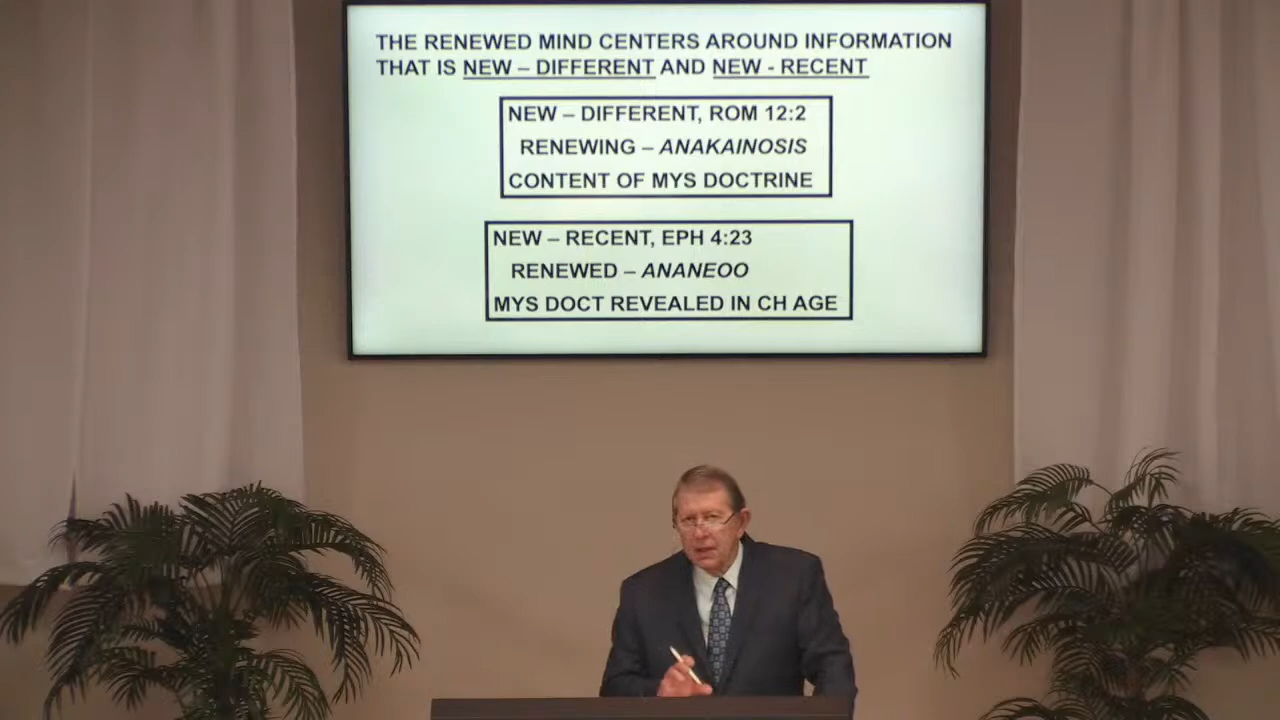 THE RENEWED MIND CENTERS AROUND INFORMATION
THAT IS NEW – DIFFERENT AND NEW - RECENT
NEW – DIFFERENT, ROM 12:2
RENEWING – ANAKAINOSIS
CONTENT OF MYS DOCTRINE
NEW – RECENT, EPH 4:23
RENEWED – ANANEOO
MYS DOCT REVEALED IN CH AGE